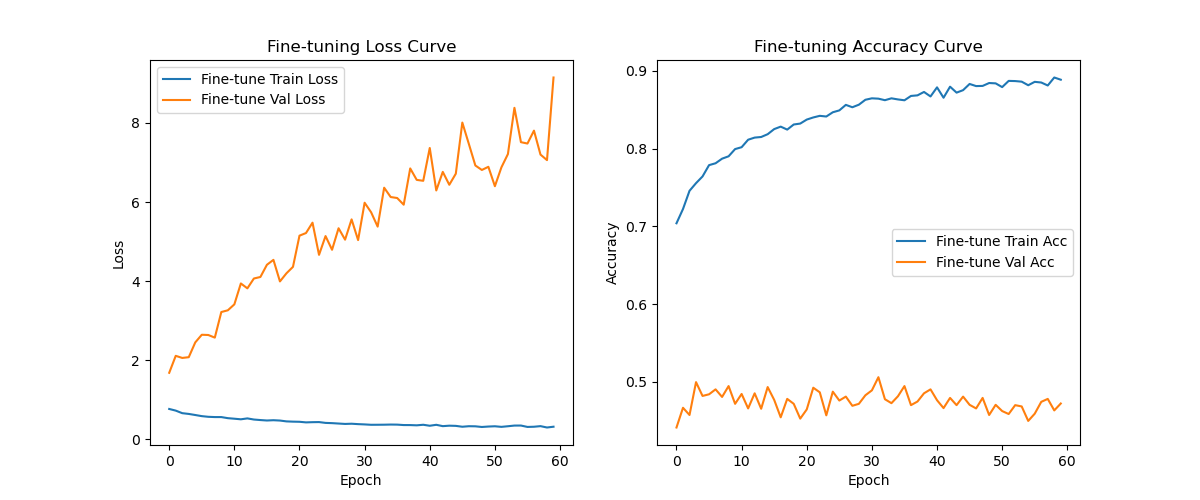 Fine-tuning Loss Curve
Fine-tune Train Loss
Fine-tune Val Loss
Loss
8
6
4
2
0
0 10 20 30 40 50 60
Epoch
Fine-tuning Accuracy Curve
0.9
0.8
0.7
0.6
0.5
Accuracy
Fine-tune Train Acc
Fine-tune Val Acc
0 10 20 30 40 50 60
Epoch